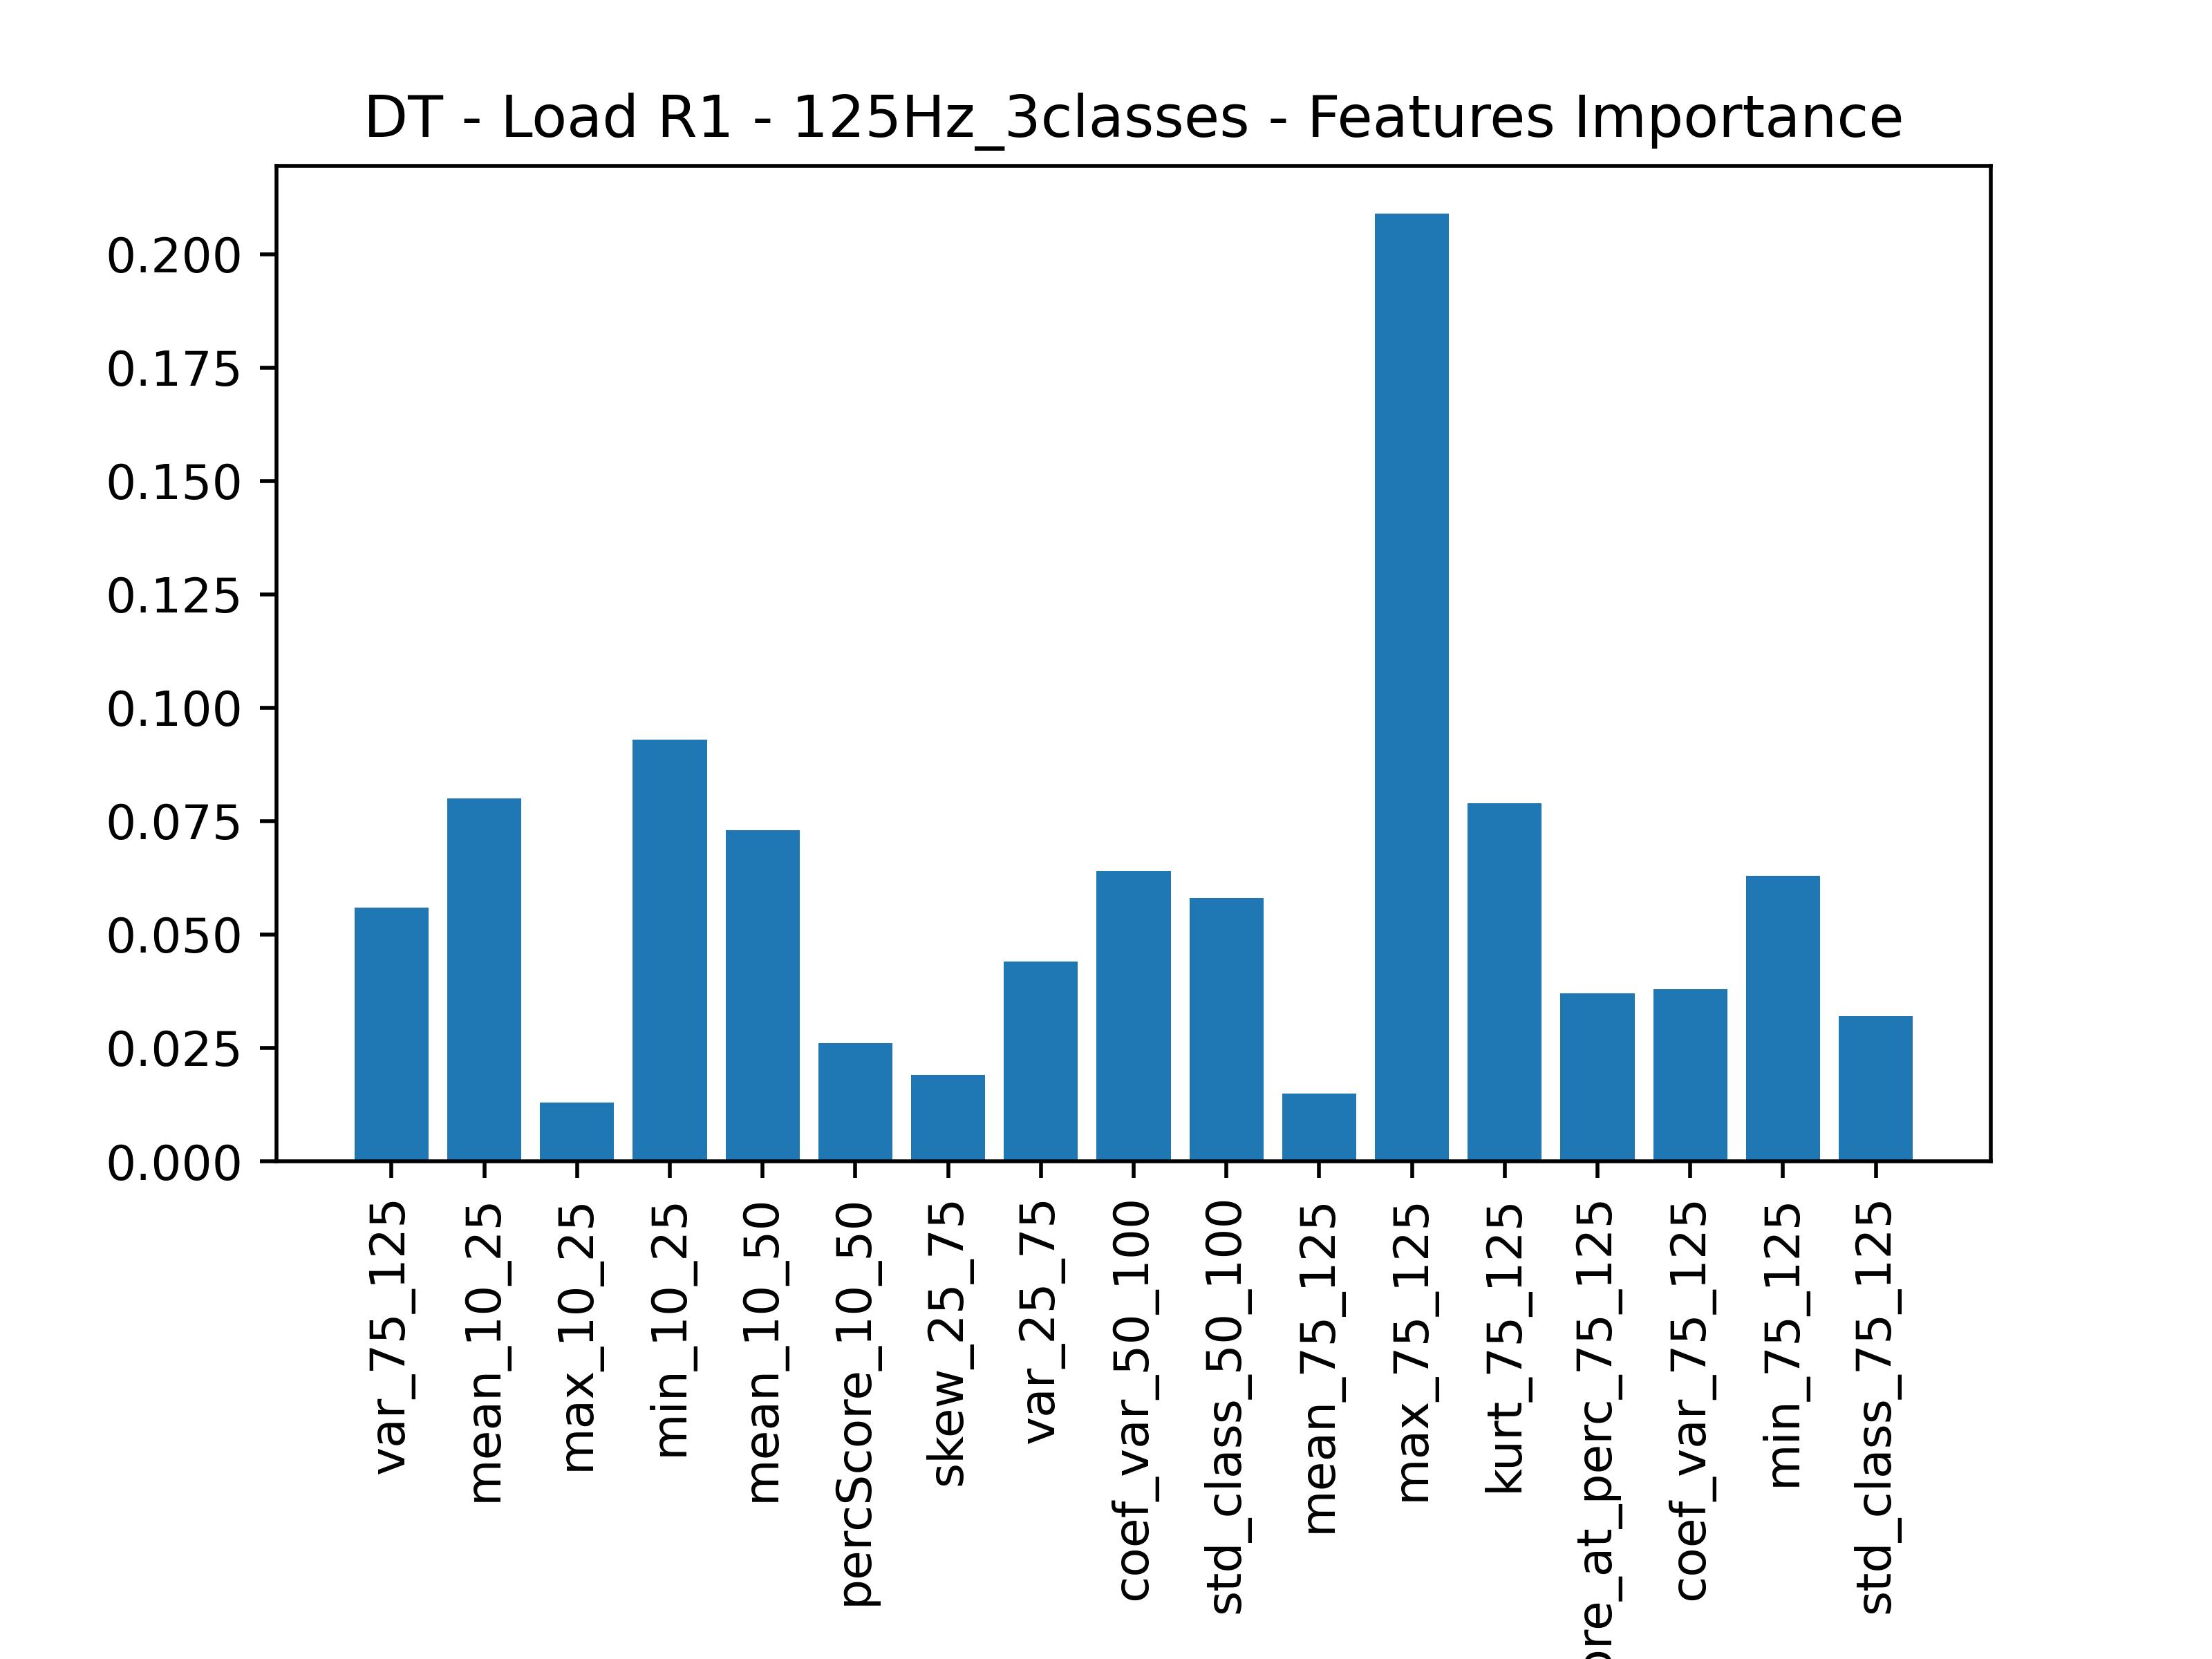 DT - Load R1 - 125Hz_3classes - Features Importance
0.200
0.175
0.150
0.125
0.100
0.075
0.050
0.025
0.000
var_75_125
mean_10_25
max_10_25
min_10_25
mean_10_50
percScore_10_50
skew_25_75
var_25_75
coef_var_50_100
std_class_50_100
mean_75_125
max_75_125
kurt_75_125
ore_at_perc_75_125
coef_var_75_125
min_75_125
std_class_75_125